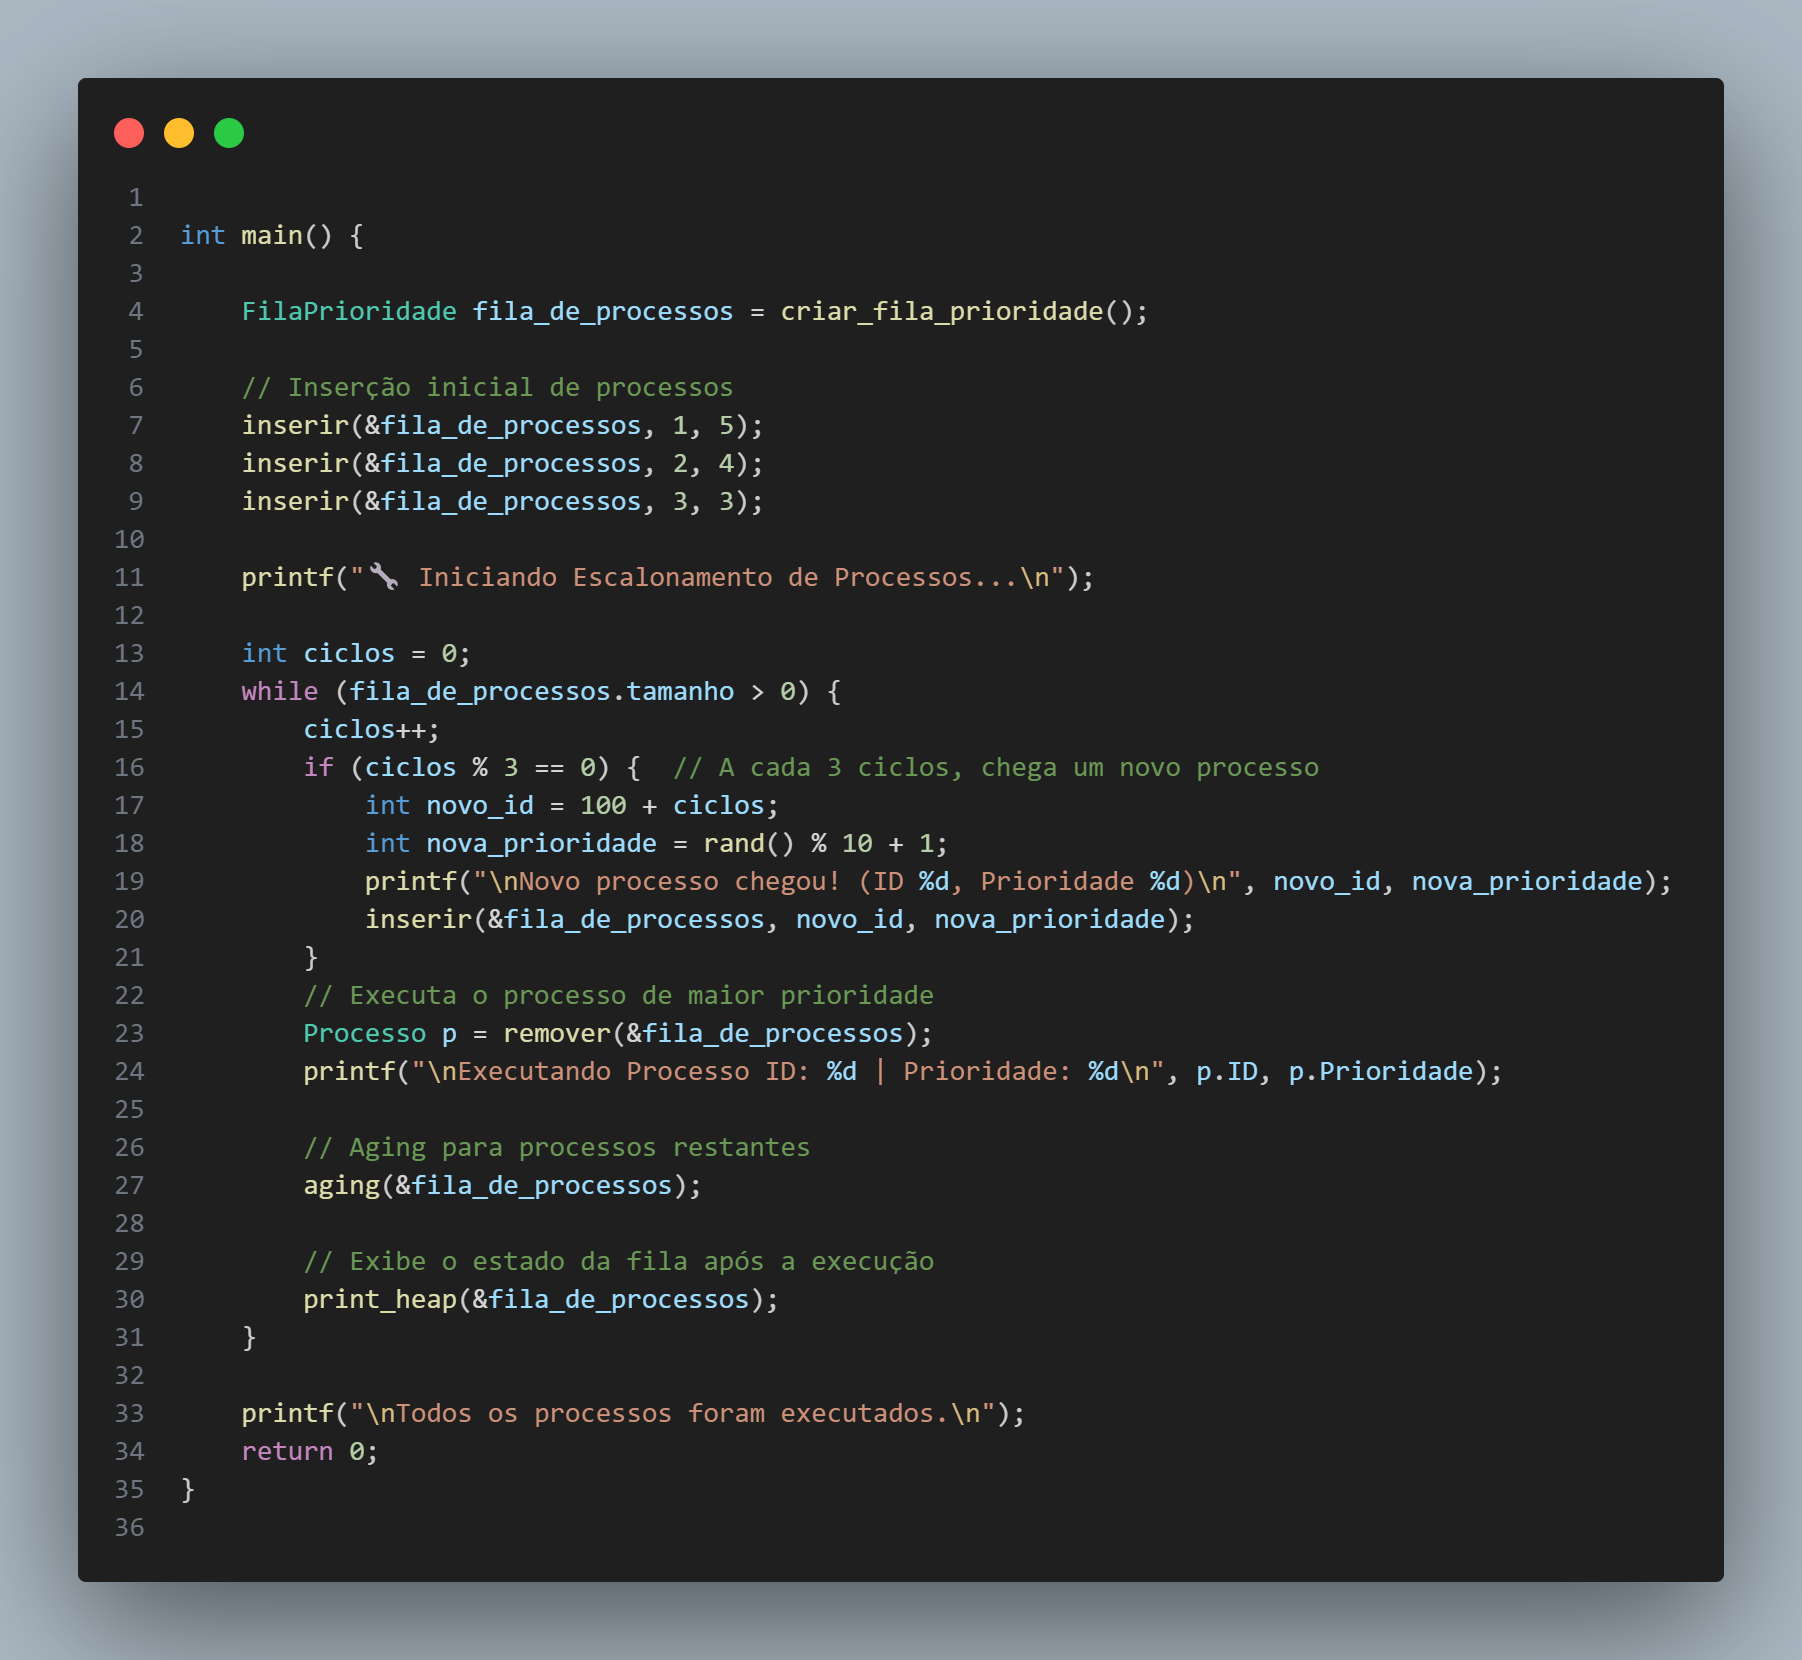 1
2 int main() {
3
4     FilaPrioridade fila_de_processos = criar_fila_prioridade();
5
6     // Inserção inicial de processos
7     inserir(&fila_de_processos, 1, 5);
8     inserir(&fila_de_processos, 2, 4);
9     inserir(&fila_de_processos, 3, 3);
10
11     printf("🔧 Iniciando Escalonamento de Processos...\n");
12
13     int ciclos = 0;
14     while (fila_de_processos.tamanho > 0) {
15         ciclos++;
16         if (ciclos % 3 == 0) {  // A cada 3 ciclos, chega um novo processo
17             int novo_id = 100 + ciclos;
18             int nova_prioridade = rand() % 10 + 1;
19             printf("\nNovo processo chegou! (ID %d, Prioridade %d)\n", novo_id, nova_prioridade);
20             inserir(&fila_de_processos, novo_id, nova_prioridade);
21         }
22         // Executa o processo de maior prioridade
23         Processo p = remover(&fila_de_processos);
24         printf("\nExecutando Processo ID: %d | Prioridade: %d\n", p.ID, p.Prioridade);
25
26         // Aging para processos restantes
27         aging(&fila_de_processos);
28
29         // Exibe o estado da fila após a execução
30         print_heap(&fila_de_processos);
31     }
32
33     printf("\nTodos os processos foram executados.\n");
34     return 0;
35 }
36